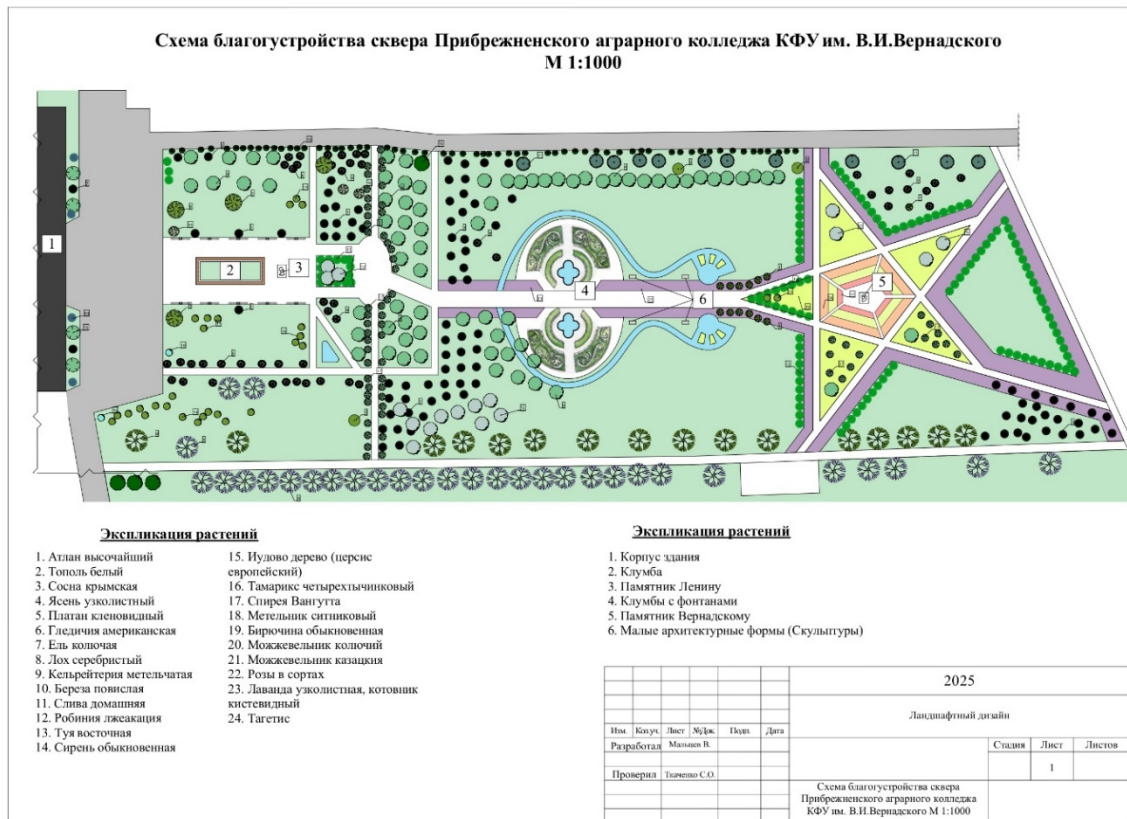 Схема благогустройства сквера Прибрежненского аграрного колледжа КФУ им. В.И.Вернадского
М 1:1000
1
2
3
4
5
6
Экспликация растений
1. Атлан высочайший
2. Тополь белый
3. Сосна крымская
4. Ясень узколистный
5. Платан кленовидный
6. Гледичия американская
7. Ель колючая
8. Лох серебристый
9. Кельрейтерия метельчатая
10. Береза повислая
11. Слива домашняя
12. Робиния лжеакация
13. Туя восточная
14. Сирень обыкновенная
15. Иудово дерево (церсис
европейский)
16. Тамарикс четырехтычинковый
17. Спирея Вангутта
18. Метельник ситниковый
19. Бирючина обыкновенная
20. Можжевельник колючий
21. Можжевельник казацкия
22. Розы в сортах
23. Лаванда узколистная, котовник
кистевидный
24. Тагетис
Экспликация растений
1. Корпус здания
2. Клумба
3. Памятник Ленину
4. Клумбы с фонтанами
5. Памятник Вернадскому
6. Малые архитектурные формы (Скульптуры)
2025
Ландшафтный дизайн
Изм. Кол.уч. Лист №Док. Подп. Дата
Разработал Мальцев В.
Стадия Лист Листов
1
Проверил Ткаченко С.О.
Схема благоустройства сквера
Прибрежненского аграрного колледжа
КФУ им. В.И.Вернадского М 1:1000